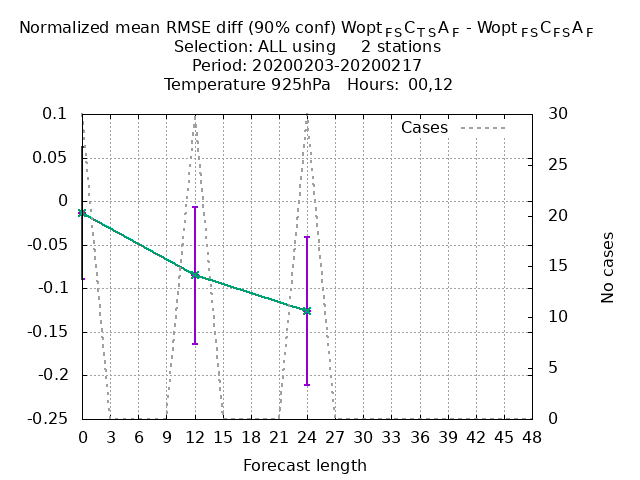 Normalized mean RMSE diff (90% conf) Wopt FS C T S A F - Wopt FS C F S A F
Selection: ALL using 2 stations
Period: 20200203-20200217
Temperature 925hPa Hours: 00,12
Cases
0.1
0.05
0
-0.05
-0.1
-0.15
-0.2
-0.25
30
25
20
15
10
5
0
No cases
0 3 6 9 12 15 18 21 24 27 30 33 36 39 42 45 48
Forecast length